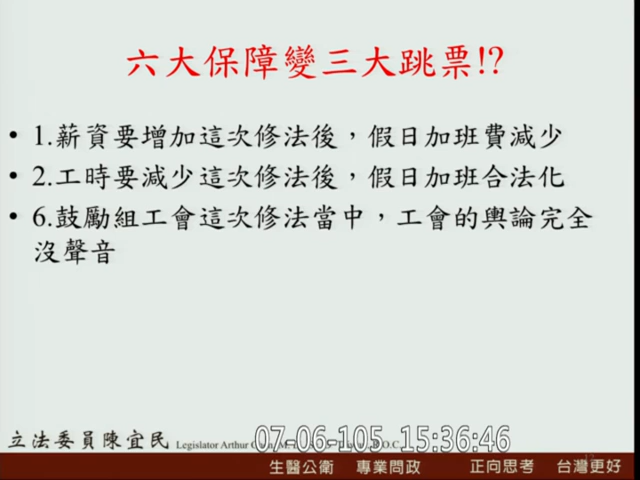 六大保障變三大跳票!?
• 1.薪資要增加這次修法後，假日加班費減少
• 2.工時要減少這次修法後，假日加班合法化
• 6.鼓勵組工會這次修法當中，工會的輿論完全
沒聲音
立法委員陳宜民 Legislator Arthur
07-06-105 15:36:46
生醫公衛 專業問政 正向思考 台灣更好